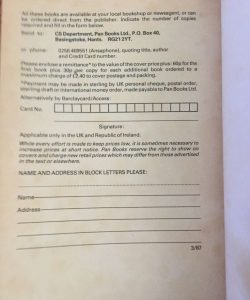 All these books are available at your local bookshop or newsagent, or can
be ordered direct from the publisher. Indicate the number of copies
required and fill in the form below.
Send to: CS Department, Pan Books Ltd., P.O. Box 40,
Basingstoke, Hants. RG21 2YT.
or phone: 0256 469551 (Ansaphone), quoting title, author
and Credit Card number.
Please enclose a remittance* to the value of the cover price plus: 60p for the
first book plus 30p per copy for each additional book ordered to a
maximum charge of £2.40 to cover postage and packing.
*Payment may be made in sterling by UK personal cheque, postal order,
sterling draft or international money order, made payable to Pan Books Ltd.
Alternatively by Barclaycard/Access:
Card No.
Signature:
Applicable only in the UK and Republic of Ireland.
While every effort is made to keep prices low, it is sometimes necessary to
increase prices at short notice. Pan Books reserve the right to show on
covers and charge new retail prices which may differ from those advertised
in the text or elsewhere.
NAME AND ADDRESS IN BLOCK LETTERS PLEASE:
Name
Address
3/87